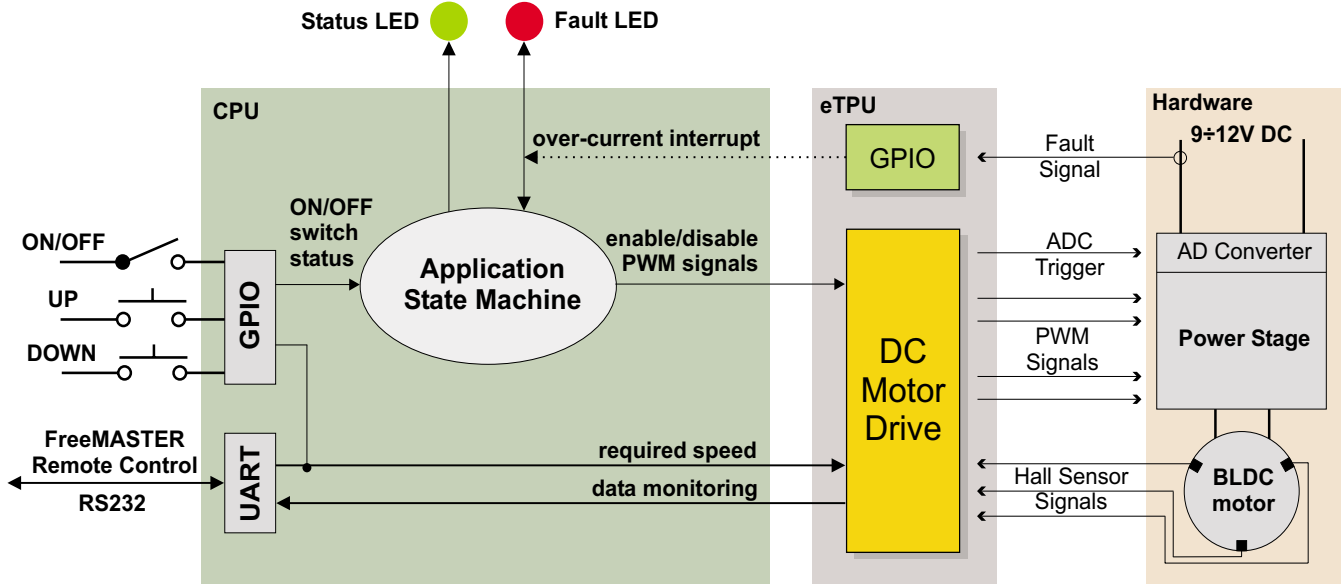 Status LED
Fault LED
CPU
eTPU
Hardware
9÷12V DC
over-current interrupt
GPIO
Fault
Signal
ON/OFF
switch
status
ON/OFF
UP
DOWN
GPIO
Application
State Machine
enable/disable
PWM signals
DC
Motor
Drive
ADC
Trigger
PWM
Signals
AD Converter
Power Stage
FreeMASTER
Remote Control
RS232
UART
required speed
data monitoring
Hall Sensor
Signals
BLDC
motor